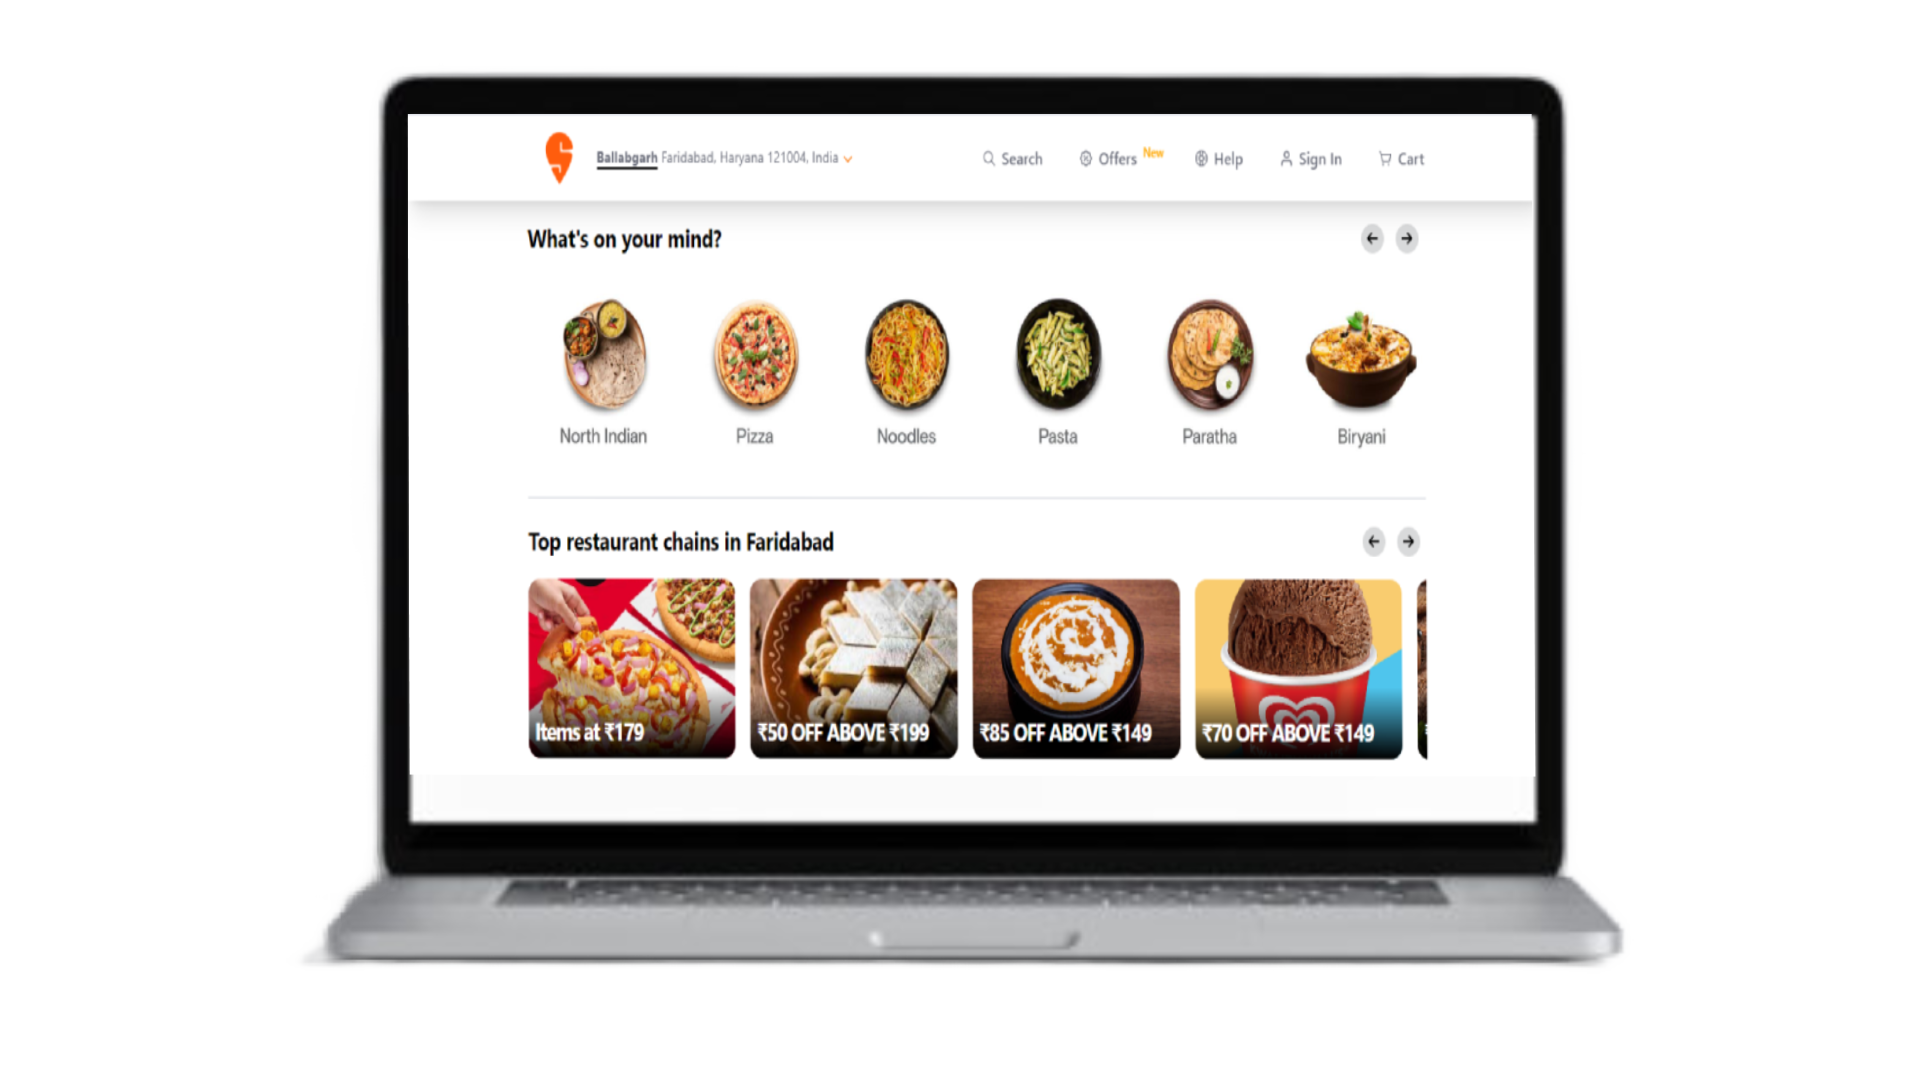 Ballabgarh Faridabad, Haryana 121004, India
Search
Offers New
Help
Sign In
Cart
What's on your mind?
North Indian
Pizza
Noodles
Pasta
Paratha
Biryani
Top restaurant chains in Faridabad
Items at ₹179
₹50 OFF ABOVE ₹199
₹85 OFF ABOVE ₹149
₹70 OFF ABOVE ₹149